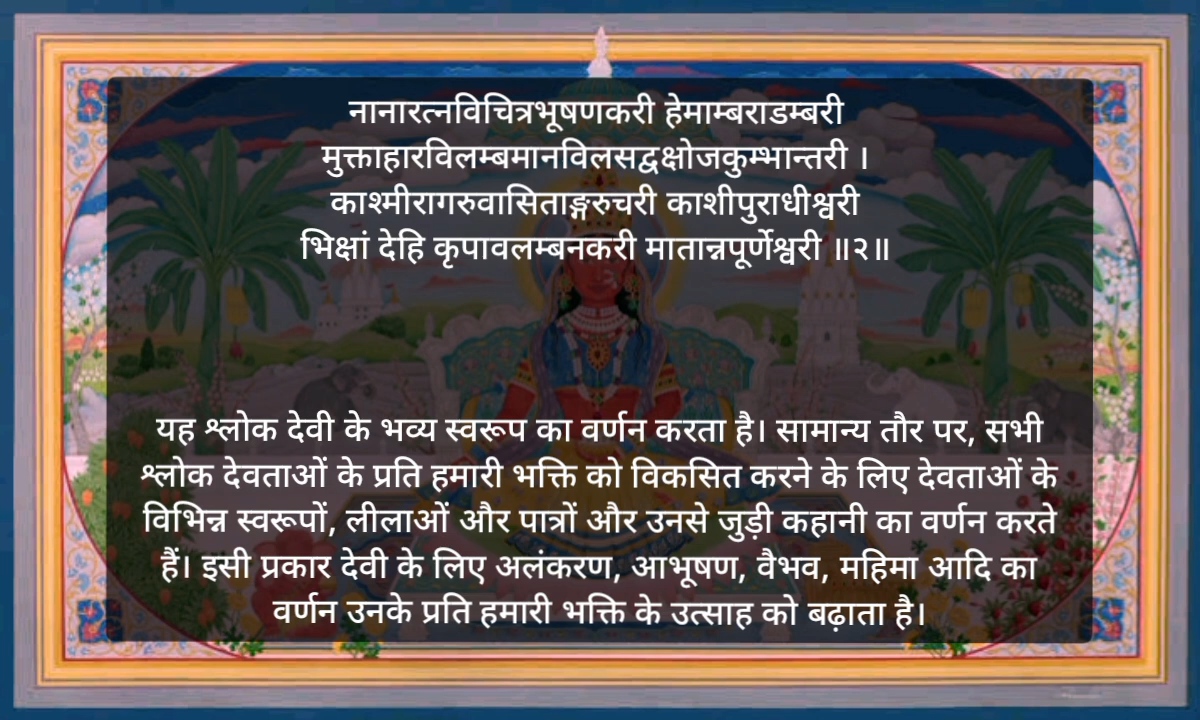 नानारत्नविचित्रभूषणकरी हेमाम्बराडम्बरी
मुक्ताहारविलम्बमानविलसद्वक्षोजकुम्भान्तरी ।
काश्मीरागरुवासिताङ्गरुचरी काशीपुराधीश्वरी
भिक्षां देहि कृपावलम्बनकरी मातान्नपूर्णेश्वरी ॥२॥
यह श्लोक देवी के भव्य स्वरूप का वर्णन करता है। सामान्य तौर पर, सभी
श्लोक देवताओं के प्रति हमारी भक्ति को विकसित करने के लिए देवताओं के
विभिन्न स्वरूपों, लीलाओं और पात्रों और उनसे जुड़ी कहानी का वर्णन करते
हैं। इसी प्रकार देवी के लिए अलंकरण, आभूषण, वैभव, महिमा आदि का
वर्णन उनके प्रति हमारी भक्ति के उत्साह को बढ़ाता है।